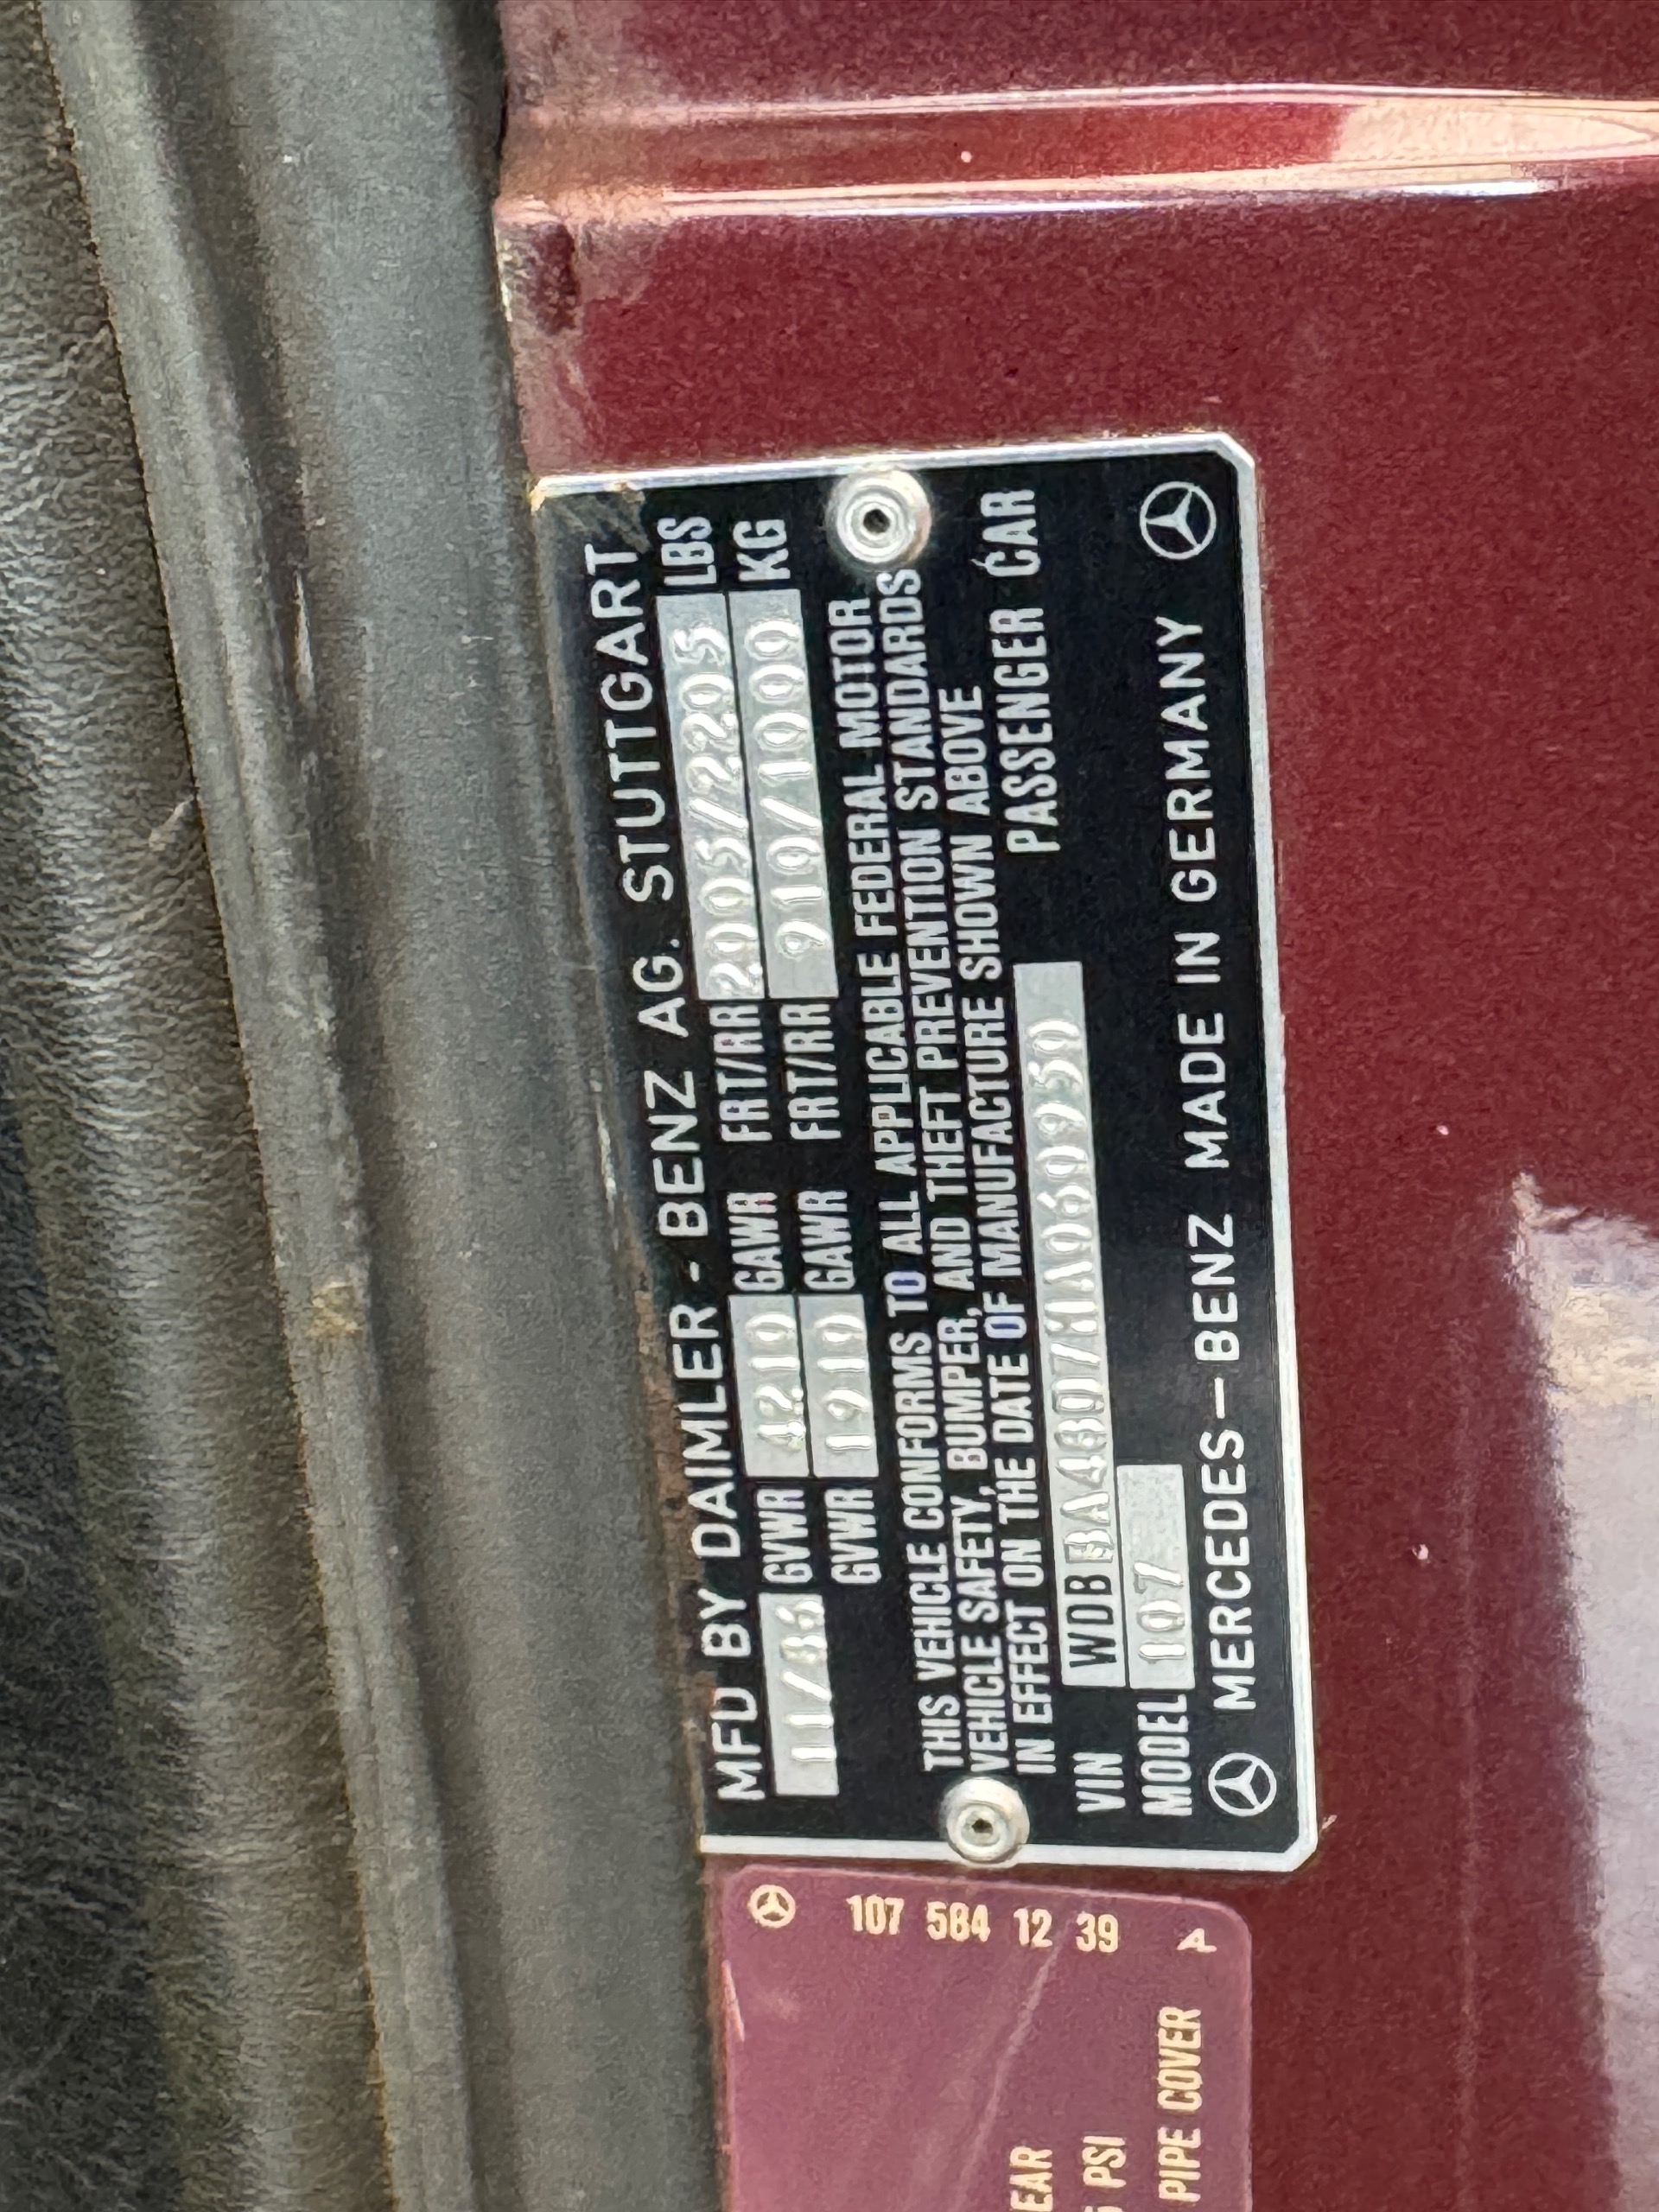 MFD BY DAIMLER - BENZ AG. STUTTGART
11/86 GVWR 4210 GAWR FRT/RR 2005/2205 LBS
GVWR 1910 GAWR FRT/RR 910/1000 KG
THIS VEHICLE CONFORMS TO ALL APPLICABLE FEDERAL MOTOR
VEHICLE SAFETY, BUMPER, AND THEFT PREVENTION STANDARDS
IN EFFECT ON THE DATE OF MANUFACTURE SHOWN ABOVE
VIN WDB BA48D7HA069930 PASSENGER CAR
MODEL 107
MERCEDES–BENZ MADE IN GERMANY
107 584 12 39 A
PSI
PIPE COVER